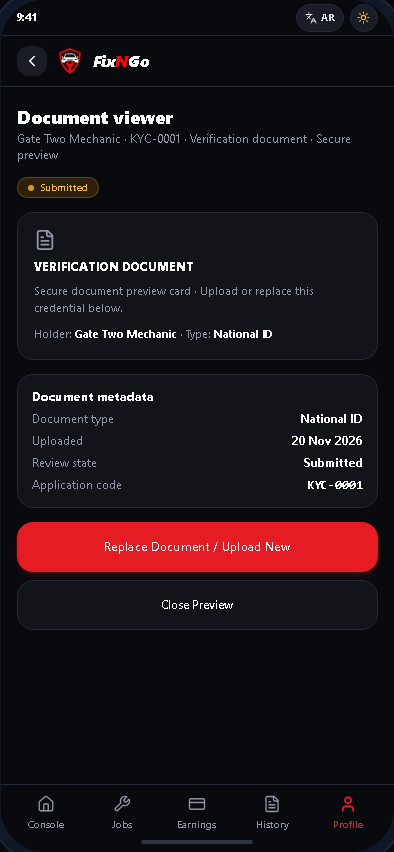 9:41
AR
FixNGo
Document viewer
Gate Two Mechanic · KYC-0001 · Verification document · Secure
preview
Submitted
VERIFICATION DOCUMENT
Secure document preview card · Upload or replace this
credential below.
Holder: Gate Two Mechanic · Type: National ID
Document metadata
Document type National ID
Uploaded 20 Nov 2026
Review state Submitted
Application code KYC-0001
Replace Document / Upload New
Close Preview
Console Jobs Earnings History Profile